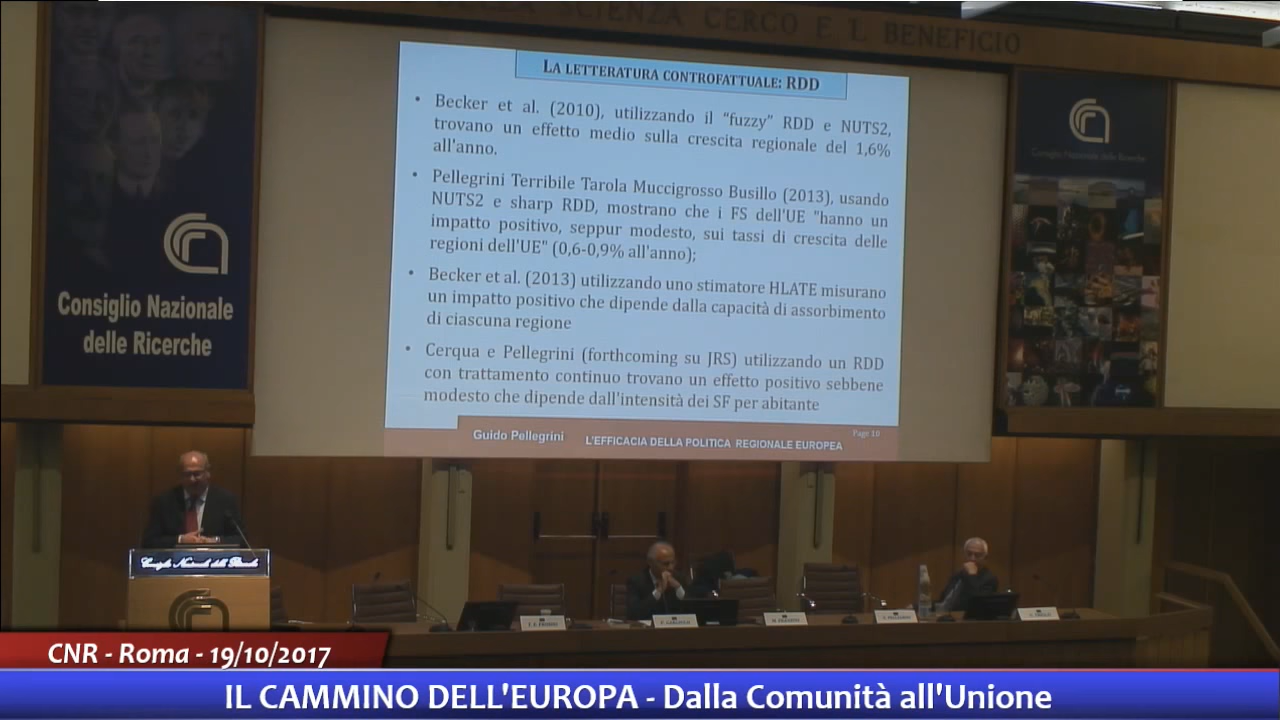 SCIENZA CERCO E L BENEFICIO
LA LETTERATURA CONTROFATTUALE: RDD
• Becker et al. (2010), utilizzando il "fuzzy" RDD e NUTS2,
trovano un effetto medio sulla crescita regionale del 1,6%
all'anno.
• Pellegrini Terribile Tarola Muccigrosso Busillo (2013), usando
NUTS2 e sharp RDD, mostrano che i FS dell'UE "hanno un
impatto positivo, seppur modesto, sui tassi di crescita delle
regioni dell'UE" (0,6-0,9% all'anno);
• Becker et al. (2013) utilizzando uno stimatore HLATE misurano
un impatto positivo che dipende dalla capacità di assorbimento
di ciascuna regione
• Cerqua e Pellegrini (forthcoming su JRS) utilizzando un RDD
con trattamento continuo trovano un effetto positivo sebbene
modesto che dipende dall'intensità dei SF per abitante
Page 10
Guido Pellegrini L'EFFICACIA DELLA POLITICA REGIONALE EUROPEA
Consiglio Nazionale
delle Ricerche
Consiglio Nazionale delle Ricerche
Consiglio Nazionale delle Ricerche
CNR - Roma - 19/10/2017
IL CAMMINO DELL'EUROPA - Dalla Comunità all'Unione